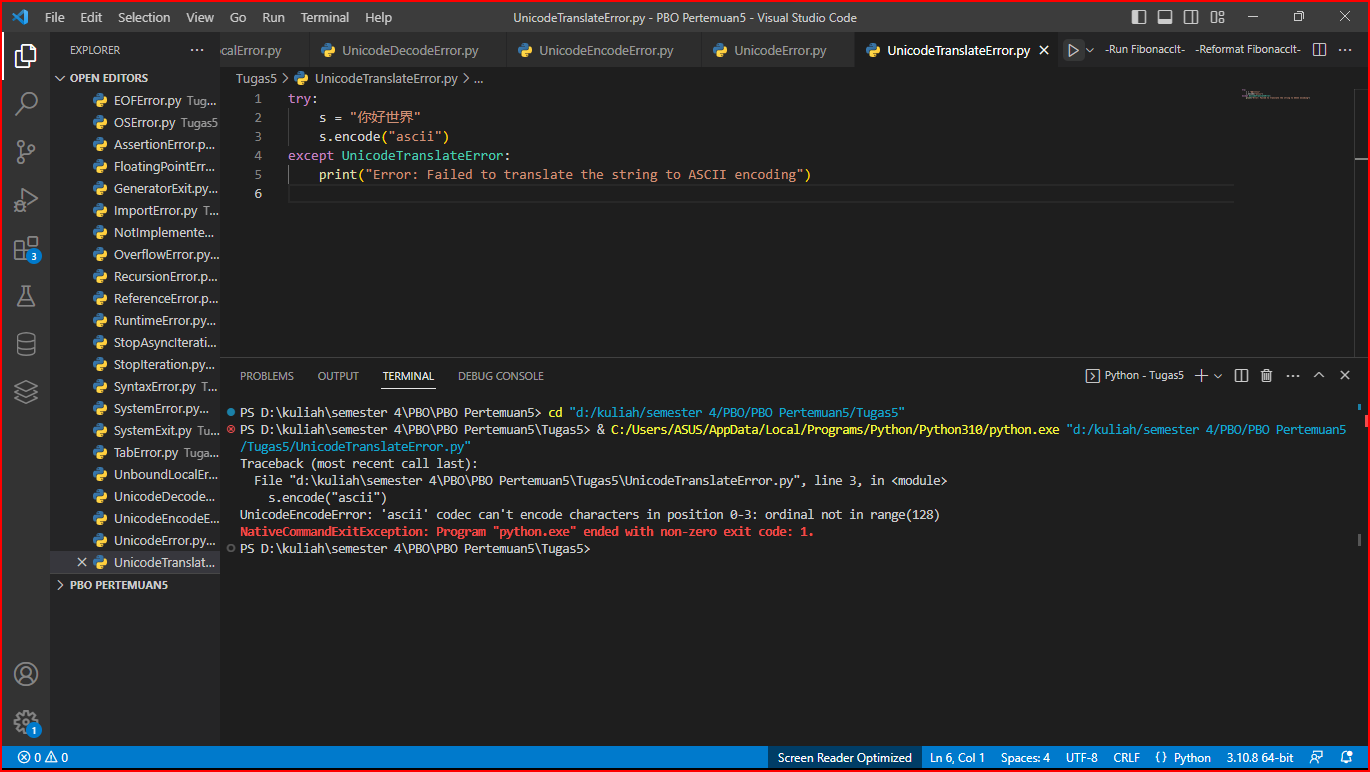 File Edit Selection View Go Run Terminal Help
UnicodeTranslateError.py - PBO Pertemuan5 - Visual Studio Code
EXPLORER ...
calError.py UnicodeDecodeError.py UnicodeEncodeError.py UnicodeError.py UnicodeTranslateError.py
-Run FibonaccIt- -Reformat FibonaccIt-
OPEN EDITORS
EOFError.py Tug...
OSError.py Tugas5
AssertionError.p...
FloatingPointErr...
GeneratorExit.py...
ImportError.py T...
NotImplemente...
OverflowError.py...
RecursionError.p...
ReferenceError.p...
RuntimeError.py...
StopAsyncIterati...
StopIteration.py...
SyntaxError.py T...
SystemError.py...
SystemExit.py Tu...
TabError.py Tuga...
UnboundLocalEr...
UnicodeDecode...
UnicodeEncodeE...
UnicodeError.py...
UnicodeTranslat...
PBO PERTEMUAN5
3
1
Tugas5 > UnicodeTranslateError.py > ...
1 try:
2 s = "你好世界"
3 s.encode("ascii")
4 except UnicodeTranslateError:
5 print("Error: Failed to translate the string to ASCII encoding")
6
PROBLEMS OUTPUT TERMINAL DEBUG CONSOLE
Python - Tugas5
PS D:\kuliah\semester 4\PBO\PBO Pertemuan5> cd "d:/kuliah/semester 4/PBO/PBO Pertemuan5/Tugas5"
PS D:\kuliah\semester 4\PBO\PBO Pertemuan5\Tugas5> & C:/Users/ASUS/AppData/Local/Programs/Python/Python310/python.exe "d:/kuliah/semester 4/PBO/PBO Pertemuan5
/Tugas5/UnicodeTranslateError.py"
Traceback (most recent call last):
File "d:\kuliah\semester 4\PBO\PBO Pertemuan5\Tugas5\UnicodeTranslateError.py", line 3, in <module>
s.encode("ascii")
UnicodeEncodeError: 'ascii' codec can't encode characters in position 0-3: ordinal not in range(128)
NativeCommandExitException: Program "python.exe" ended with non-zero exit code: 1.
PS D:\kuliah\semester 4\PBO\PBO Pertemuan5\Tugas5>
0 0
Screen Reader Optimized Ln 6, Col 1 Spaces: 4 UTF-8 CRLF {} Python 3.10.8 64-bit